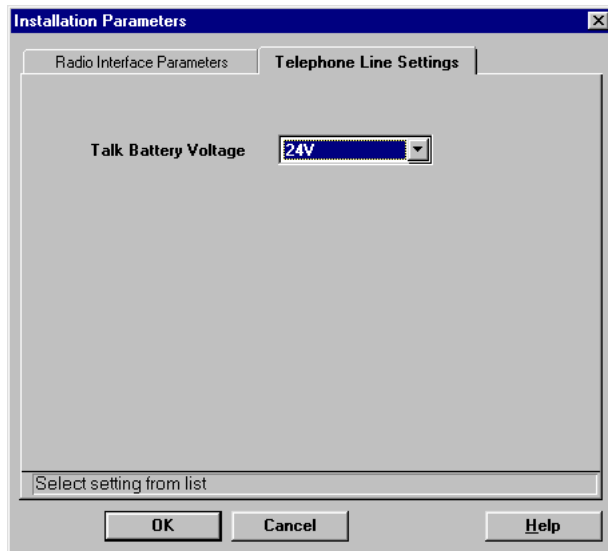 Installation Parameters
Radio Interface Parameters Telephone Line Settings
Talk Battery Voltage 24V
Select setting from list
OK Cancel Help